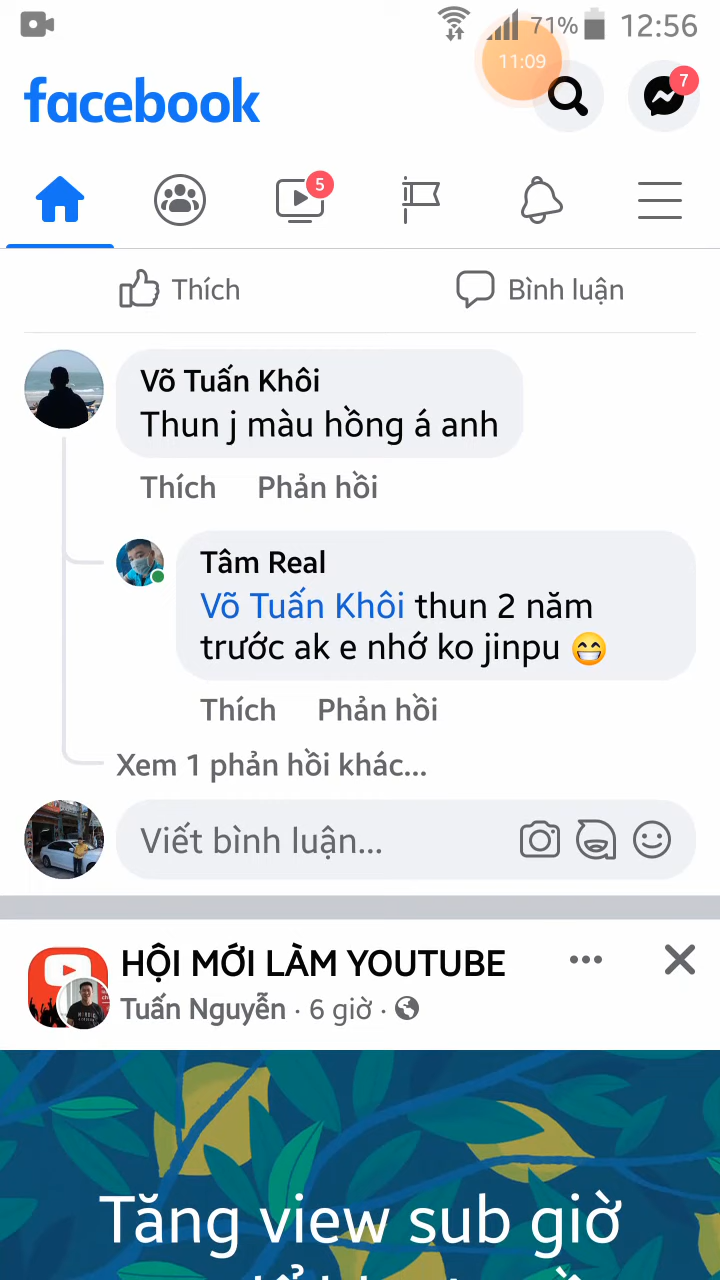 71% 12:56
11:09
facebook
7
5
Thích Bình luận
Võ Tuấn Khôi
Thun j màu hồng á anh
Thích Phản hồi
Tâm Real
Võ Tuấn Khôi thun 2 năm
trước ak e nhớ ko jinpu 😁
Thích Phản hồi
Xem 1 phản hồi khác...
Viết bình luận...
HỘI MỚI LÀM YOUTUBE
Tuấn Nguyễn · 6 giờ ·
Tăng view sub giờ